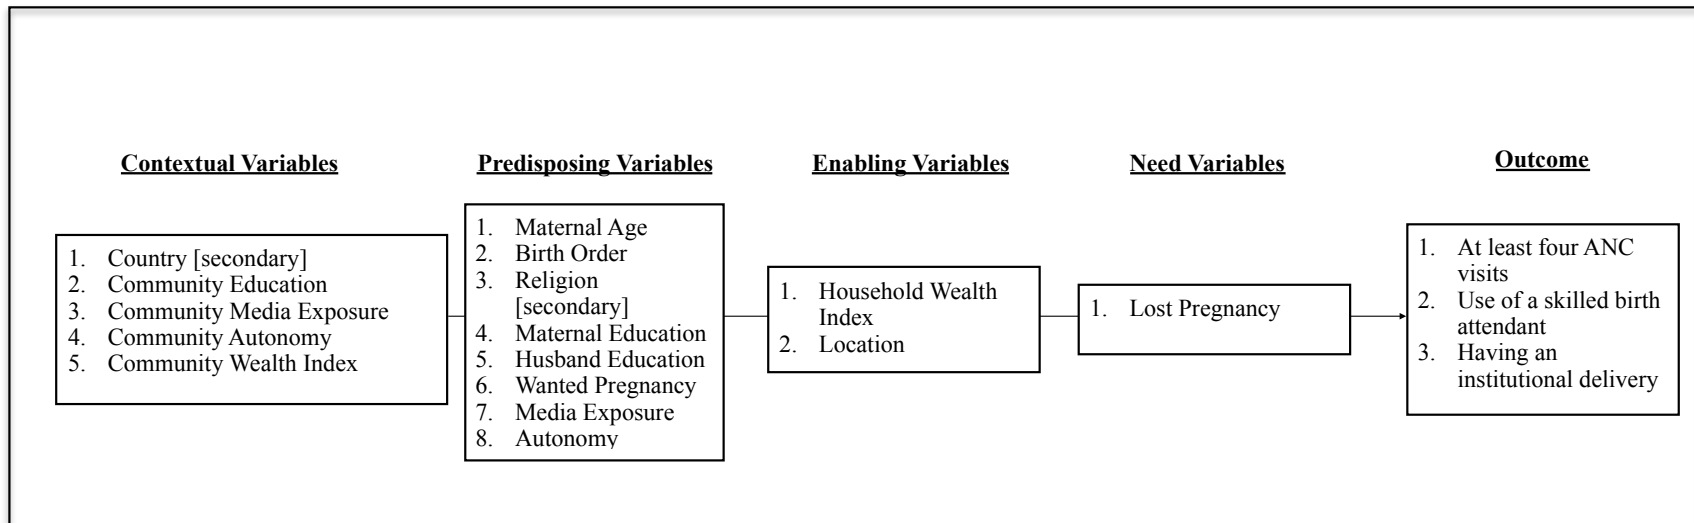 Contextual Variables
1. Country [secondary]
2. Community Education
3. Community Media Exposure
4. Community Autonomy
5. Community Wealth Index
Predisposing Variables
1. Maternal Age
2. Birth Order
3. Religion
[secondary]
4. Maternal Education
5. Husband Education
6. Wanted Pregnancy
7. Media Exposure
8. Autonomy
Enabling Variables
1. Household Wealth
Index
2. Location
Need Variables
1. Lost Pregnancy
Outcome
1. At least four ANC
visits
2. Use of a skilled birth
attendant
3. Having an
institutional delivery